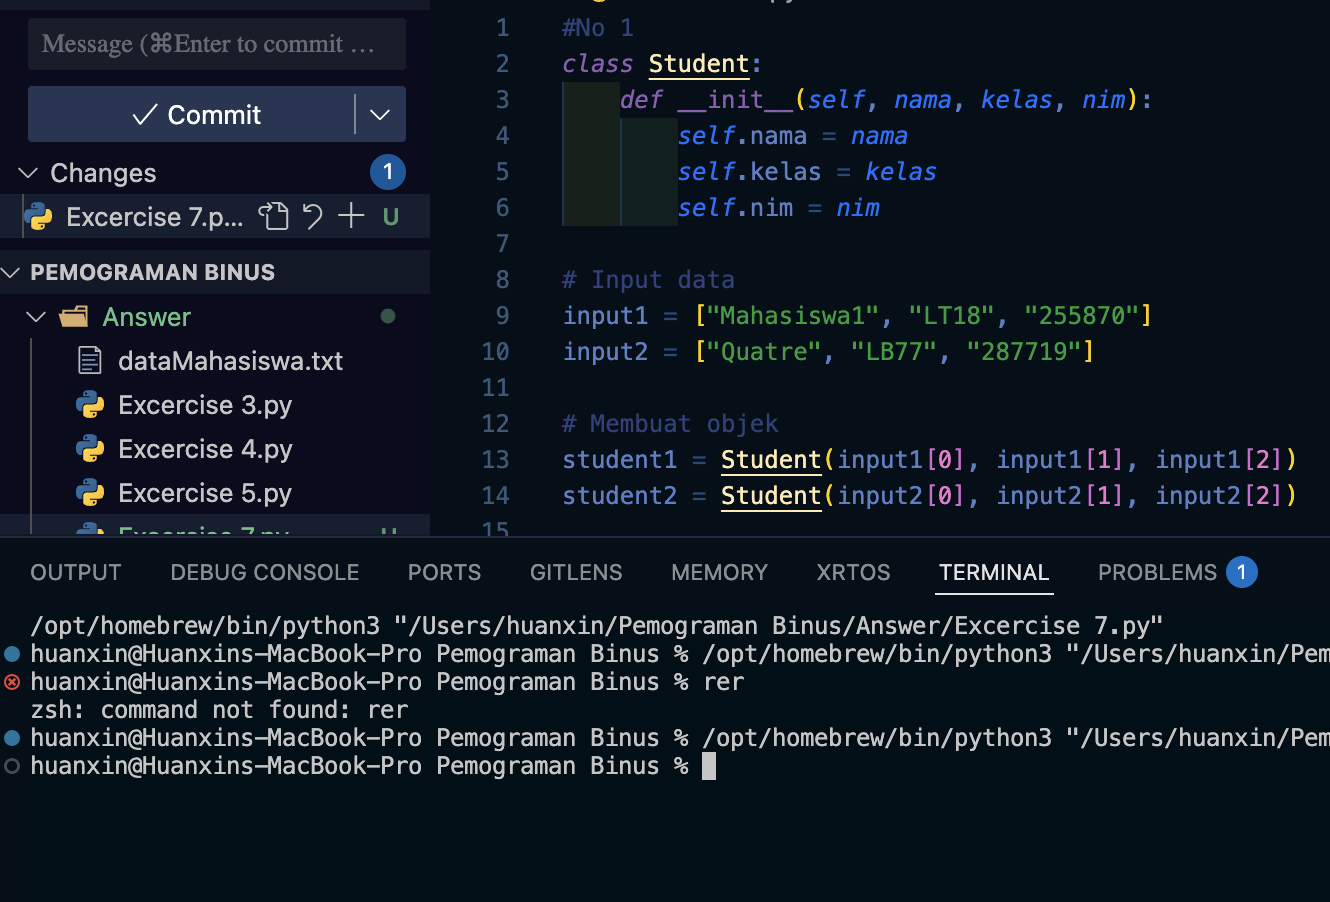 Message (⌘Enter to commit …
Commit
Changes
1
Excercise 7.p...
U
PEMOGRAMAN BINUS
Answer
dataMahasiswa.txt
Excercise 3.py
Excercise 4.py
Excercise 5.py
Excercise 7.py
U
1 #No 1
2 class Student:
3 def __init__(self, nama, kelas, nim):
4 self.nama = nama
5 self.kelas = kelas
6 self.nim = nim
7
8 # Input data
9 input1 = ["Mahasiswa1", "LT18", "255870"]
10 input2 = ["Quatre", "LB77", "287719"]
11
12 # Membuat objek
13 student1 = Student(input1[0], input1[1], input1[2])
14 student2 = Student(input2[0], input2[1], input2[2])
15
OUTPUT DEBUG CONSOLE PORTS GITLENS MEMORY XRTOS TERMINAL PROBLEMS 1
/opt/homebrew/bin/python3 "/Users/huanxin/Pemograman Binus/Answer/Excercise 7.py"
huanxin@Huanxins-MacBook-Pro Pemograman Binus % /opt/homebrew/bin/python3 "/Users/huanxin/Pem
huanxin@Huanxins-MacBook-Pro Pemograman Binus % rer
zsh: command not found: rer
huanxin@Huanxins-MacBook-Pro Pemograman Binus % /opt/homebrew/bin/python3 "/Users/huanxin/Pem
huanxin@Huanxins-MacBook-Pro Pemograman Binus %